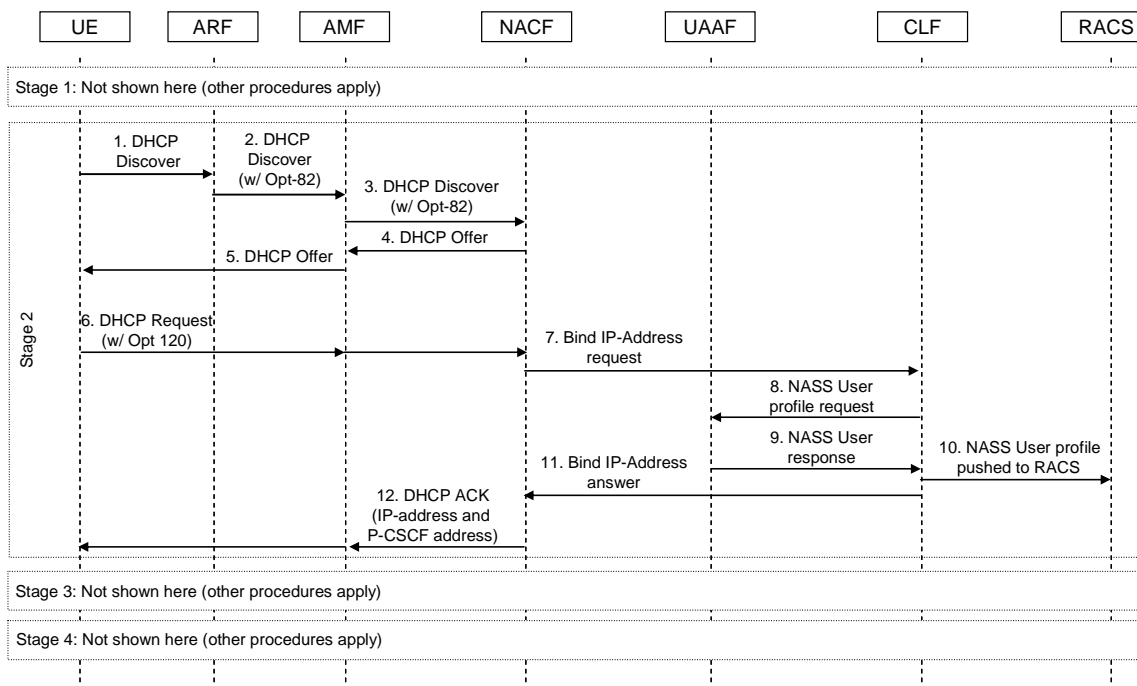 UE
ARF
AMF
NACF
UAAF
CLF
RACS
Stage 1: Not shown here (other procedures apply)
Stage 2
1. DHCP
Discover
2. DHCP
Discover
(w/ Opt-82)
3. DHCP Discover
(w/ Opt-82)
4. DHCP Offer
5. DHCP Offer
6. DHCP Request
(w/ Opt 120)
7. Bind IP-Address
request
8. NASS User
profile request
9. NASS User
response
10. NASS User profile
pushed to RACS
11. Bind IP-Address
answer
12. DHCP ACK
(IP-address and
P-CSCF address)
Stage 3: Not shown here (other procedures apply)
Stage 4: Not shown here (other procedures apply)